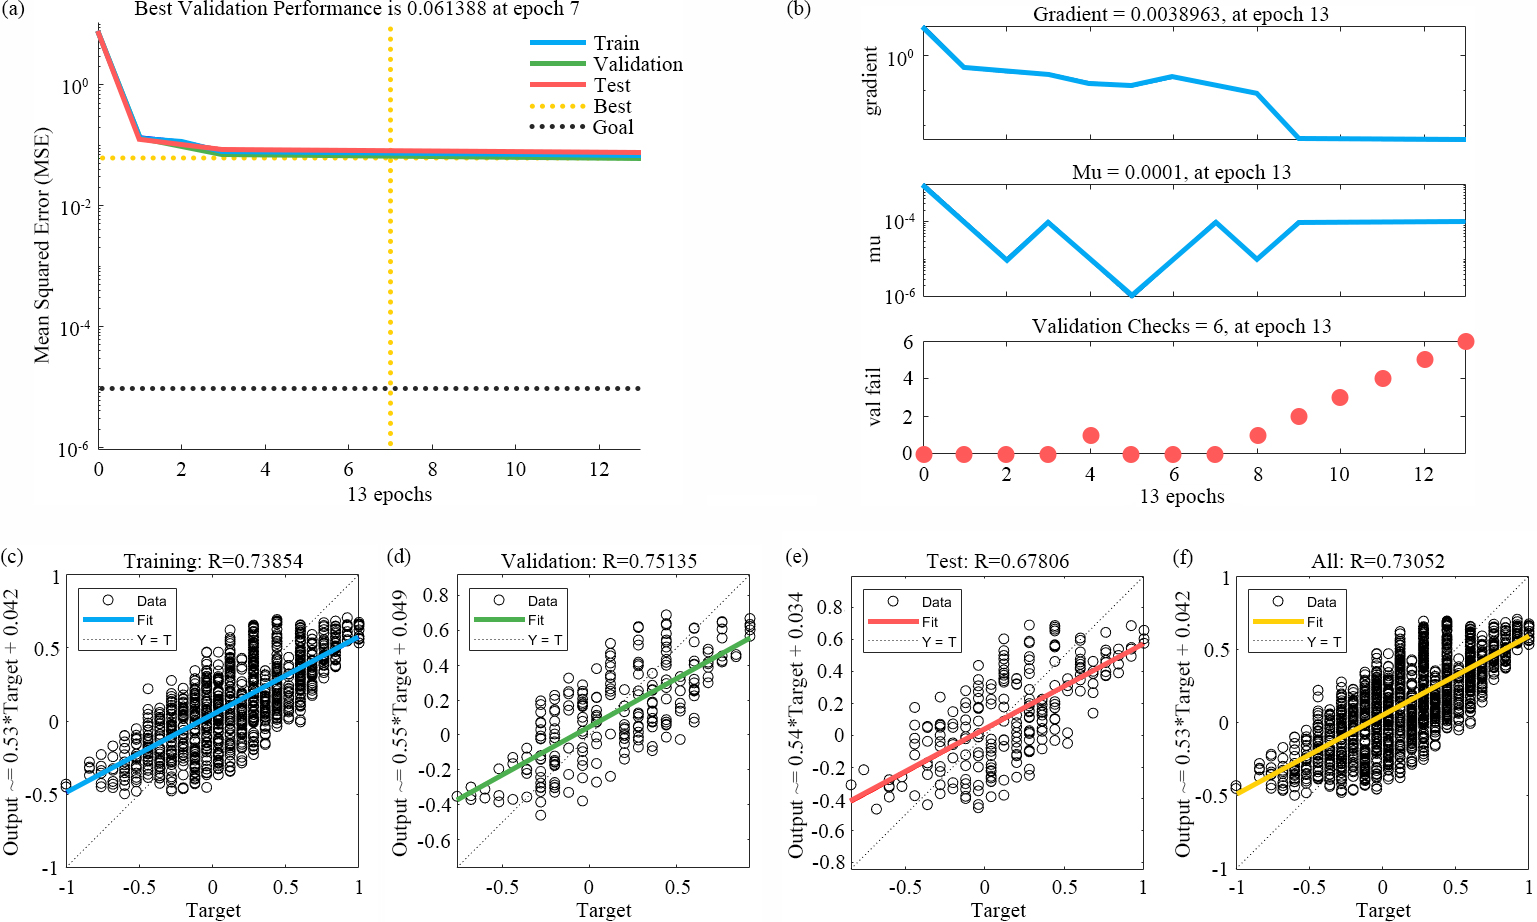 (a)
Best Validation Performance is 0.061388 at epoch 7
Mean Squared Error (MSE)
10^0
10^-2
10^-4
10^-6
Train
Validation
Test
Best
Goal
0 2 4 6 8 10 12
13 epochs
(b)
Gradient = 0.0038963, at epoch 13
gradient
10^0
Mu = 0.0001, at epoch 13
mu
10^-4
10^-6
Validation Checks = 6, at epoch 13
val fail
6
4
2
0
0 2 4 6 8 10 12
13 epochs
(c)
Training: R=0.73854
Output ~= 0.53*Target + 0.042
1
0.5
0
-0.5
-1
Data
Fit
Y = T
-1 -0.5 0 0.5 1
Target
(d)
Validation: R=0.75135
Output ~= 0.55*Target + 0.049
0.8
0.6
0.4
0.2
0
-0.2
-0.4
-0.6
Data
Fit
Y = T
-0.5 0 0.5
Target
(e)
Test: R=0.67806
Output ~= 0.54*Target + 0.034
0.8
0.6
0.4
0.2
0
-0.2
-0.4
-0.6
-0.8
Data
Fit
Y = T
-0.5 0 0.5 1
Target
(f)
All: R=0.73052
Output ~= 0.53*Target + 0.042
1
0.5
0
-0.5
-1
Data
Fit
Y = T
-1 -0.5 0 0.5 1
Target